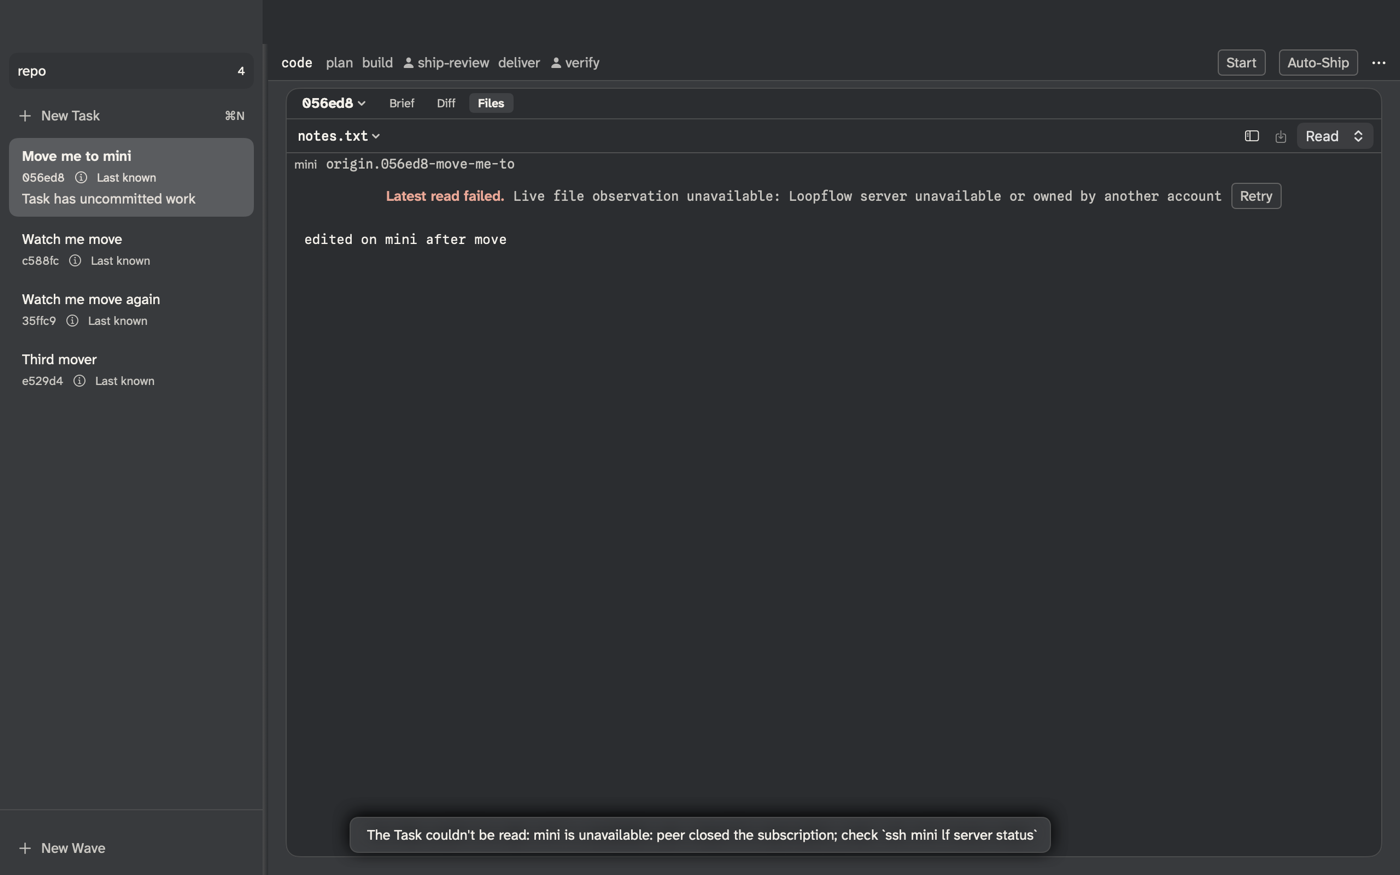 repo 4
New Task ⌘N
Move me to mini
056ed8 Last known
Task has uncommitted work
Watch me move
c588fc Last known
Watch me move again
35ffc9 Last known
Third mover
e529d4 Last known
New Wave
code plan build ship-review deliver verify
Start Auto-Ship
056ed8 Brief Diff Files
notes.txt Read
mini origin.056ed8-move-me-to
Latest read failed. Live file observation unavailable: Loopflow server unavailable or owned by another account Retry
edited on mini after move
The Task couldn't be read: mini is unavailable: peer closed the subscription; check `ssh mini lf server status`